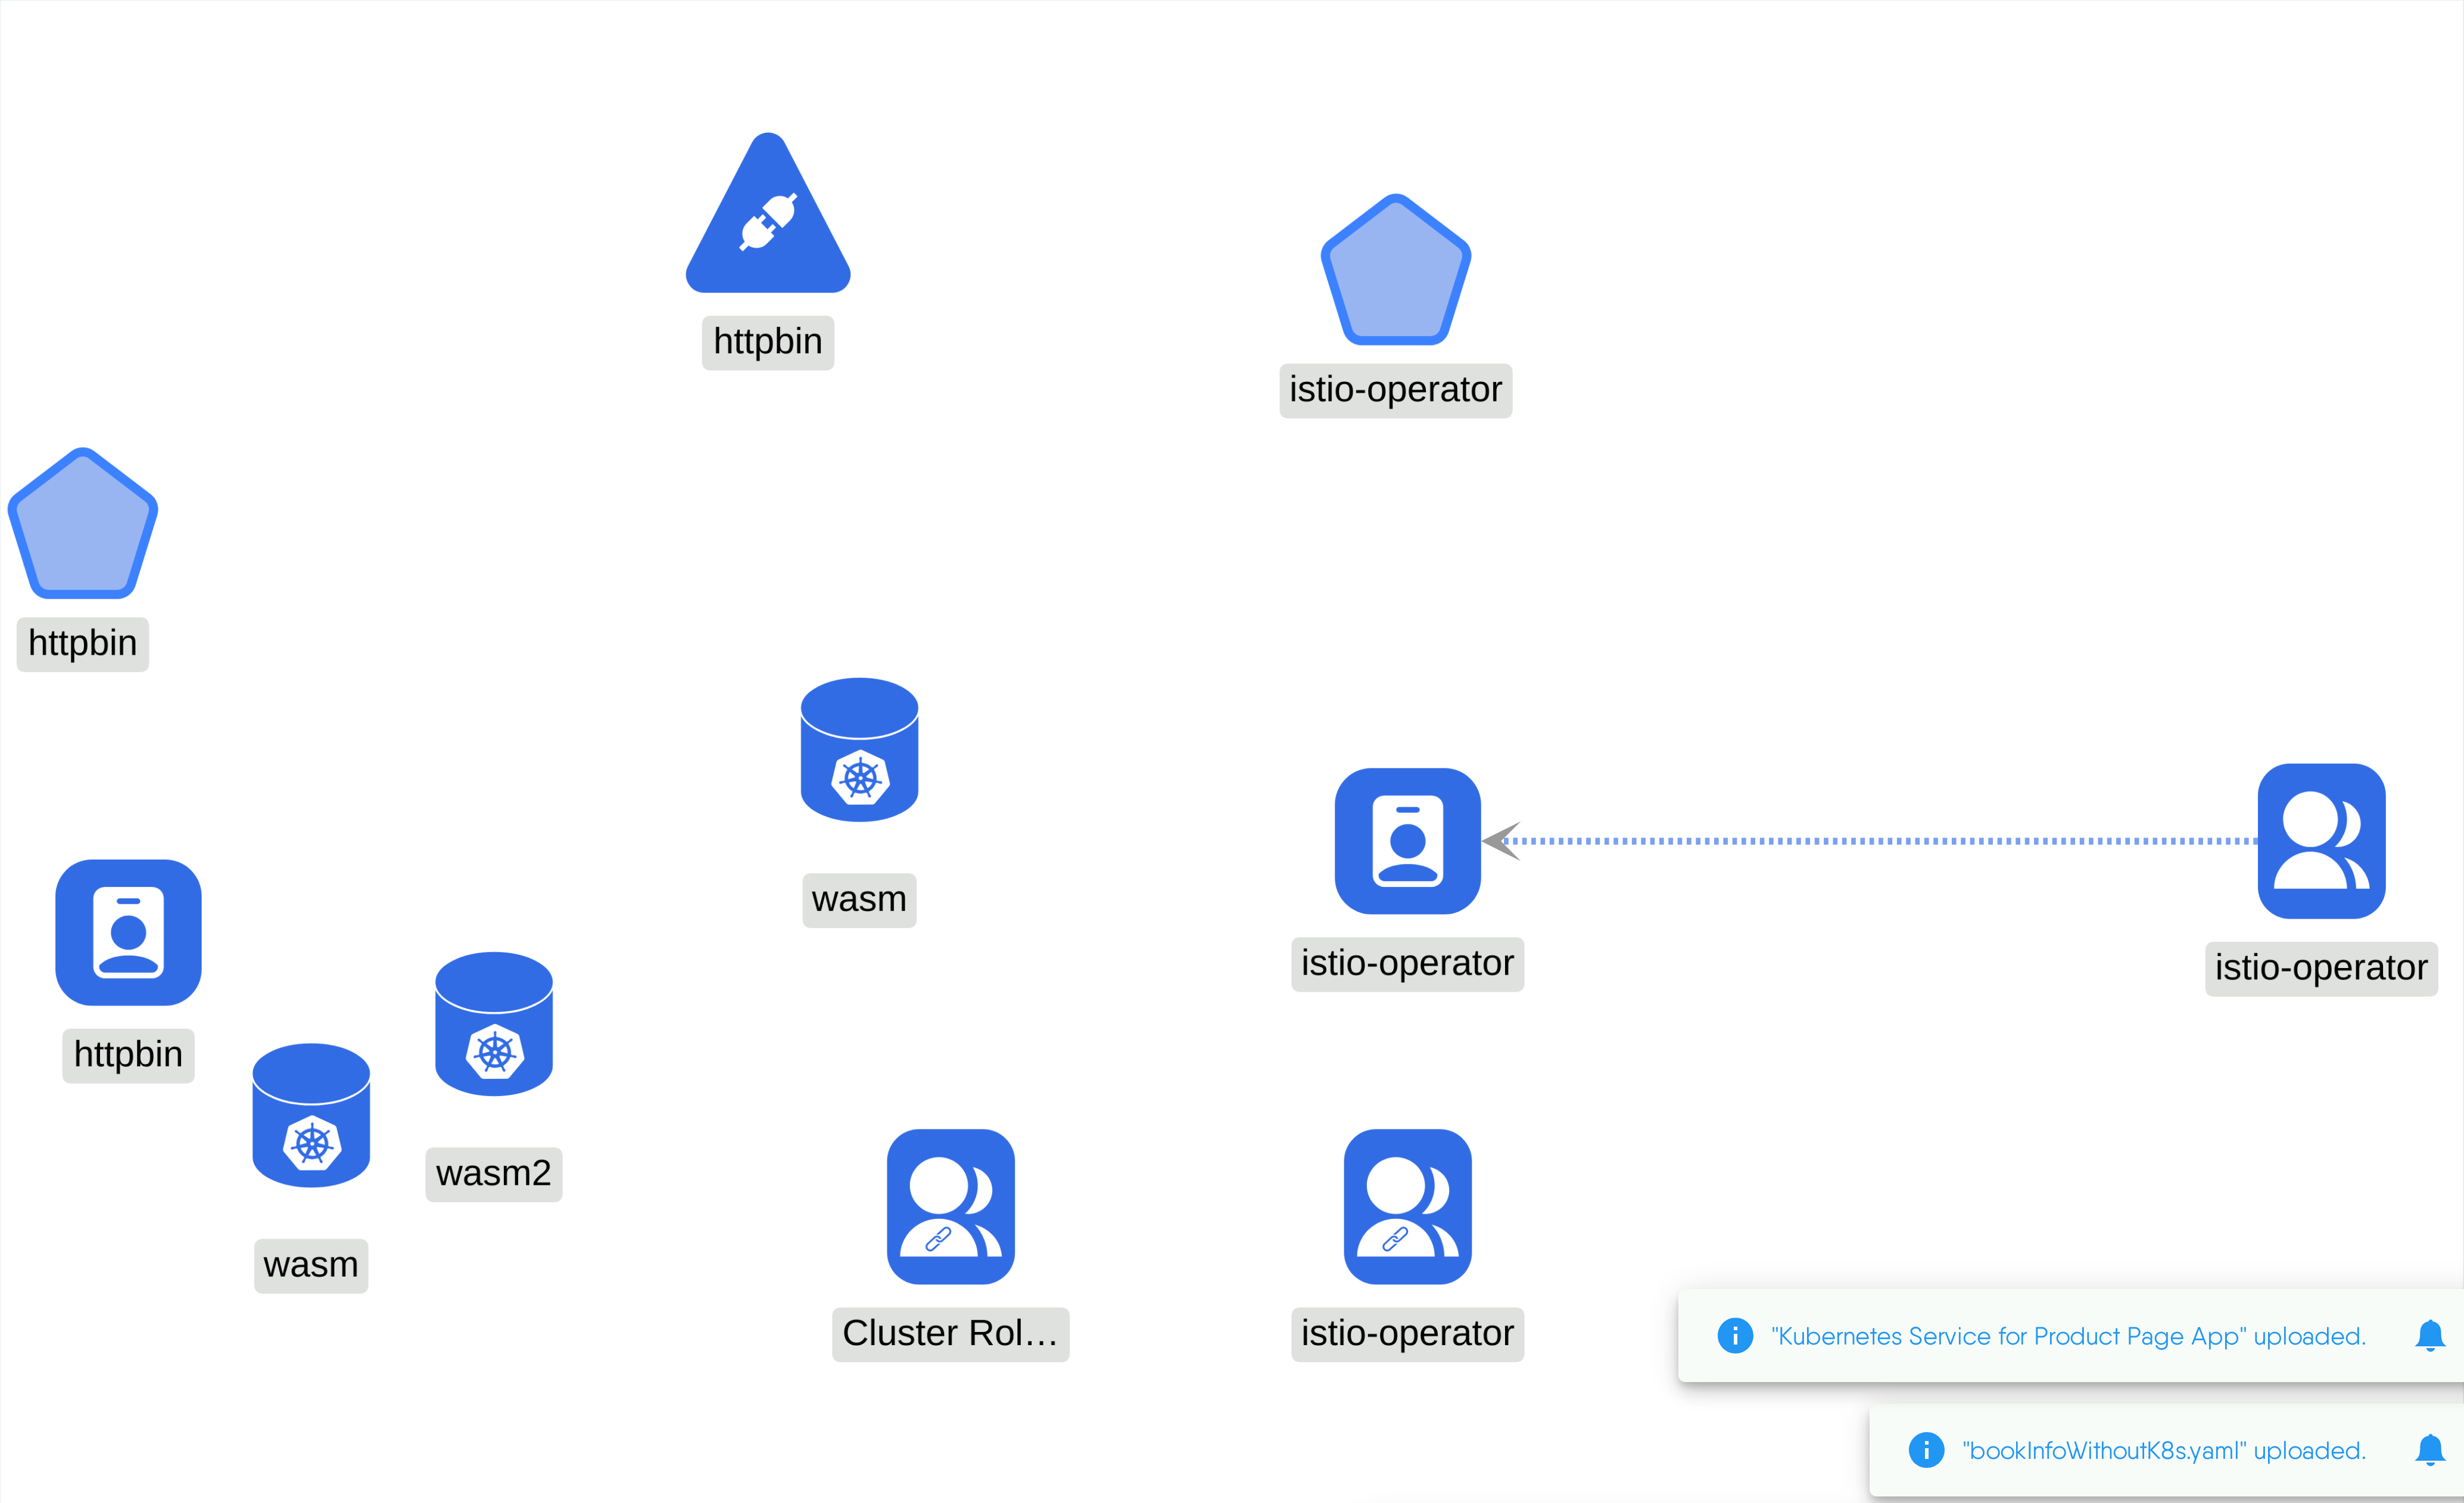 httpbin
istio-operator
httpbin
wasm
istio-operator
istio-operator
httpbin
wasm2
wasm
Cluster Rol...
istio-operator
"Kubernetes Service for Product Page App" uploaded.
"bookInfoWithoutK8s.yaml" uploaded.